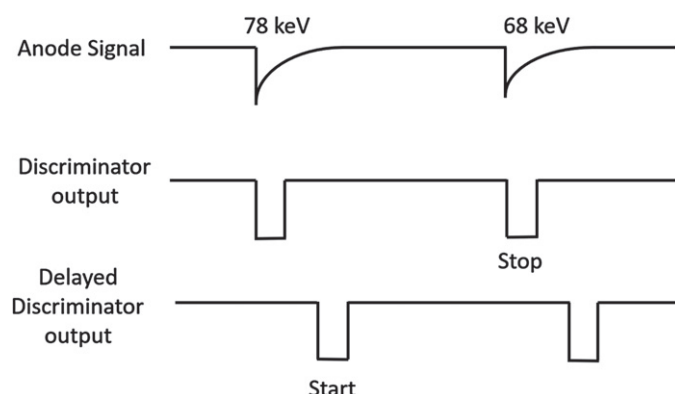 78 keV
68 keV
Anode Signal
Discriminator
output
Stop
Delayed
Discriminator
output
Start